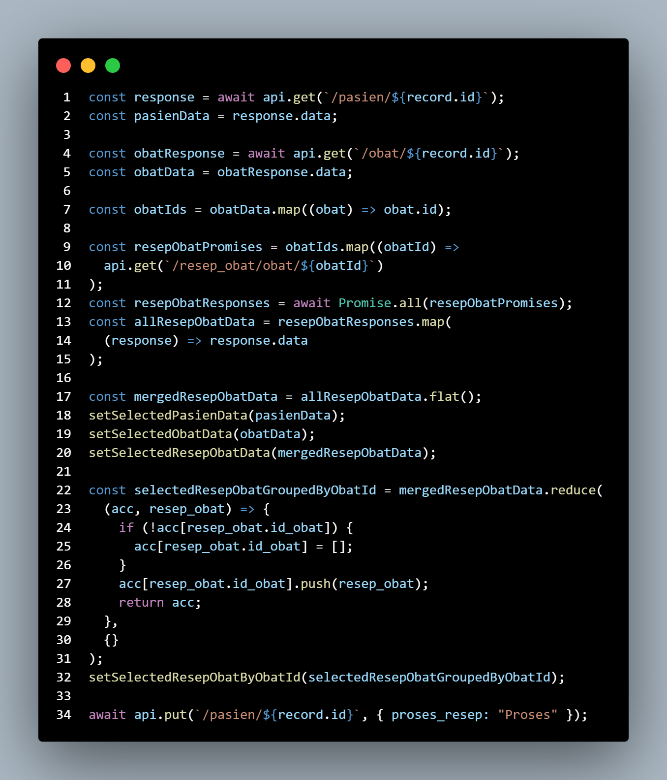 1 const response = await api.get(`/pasien/${record.id}`);
2 const pasienData = response.data;
3
4 const obatResponse = await api.get(`/obat/${record.id}`);
5 const obatData = obatResponse.data;
6
7 const obatIds = obatData.map((obat) => obat.id);
8
9 const resepObatPromises = obatIds.map((obatId) =>
10   api.get(`/resep_obat/obat/${obatId}`)
11 );
12 const resepObatResponses = await Promise.all(resepObatPromises);
13 const allResepObatData = resepObatResponses.map(
14   (response) => response.data
15 );
16
17 const mergedResepObatData = allResepObatData.flat();
18 setSelectedPasienData(pasienData);
19 setSelectedObatData(obatData);
20 setSelectedResepObatData(mergedResepObatData);
21
22 const selectedResepObatGroupedByObatId = mergedResepObatData.reduce(
23   (acc, resep_obat) => {
24     if (!acc[resep_obat.id_obat]) {
25       acc[resep_obat.id_obat] = [];
26     }
27     acc[resep_obat.id_obat].push(resep_obat);
28     return acc;
29   },
30   {}
31 );
32 setSelectedResepObatByObatId(selectedResepObatGroupedByObatId);
33
34 await api.put(`/pasien/${record.id}`, { proses_resep: "Proses" });